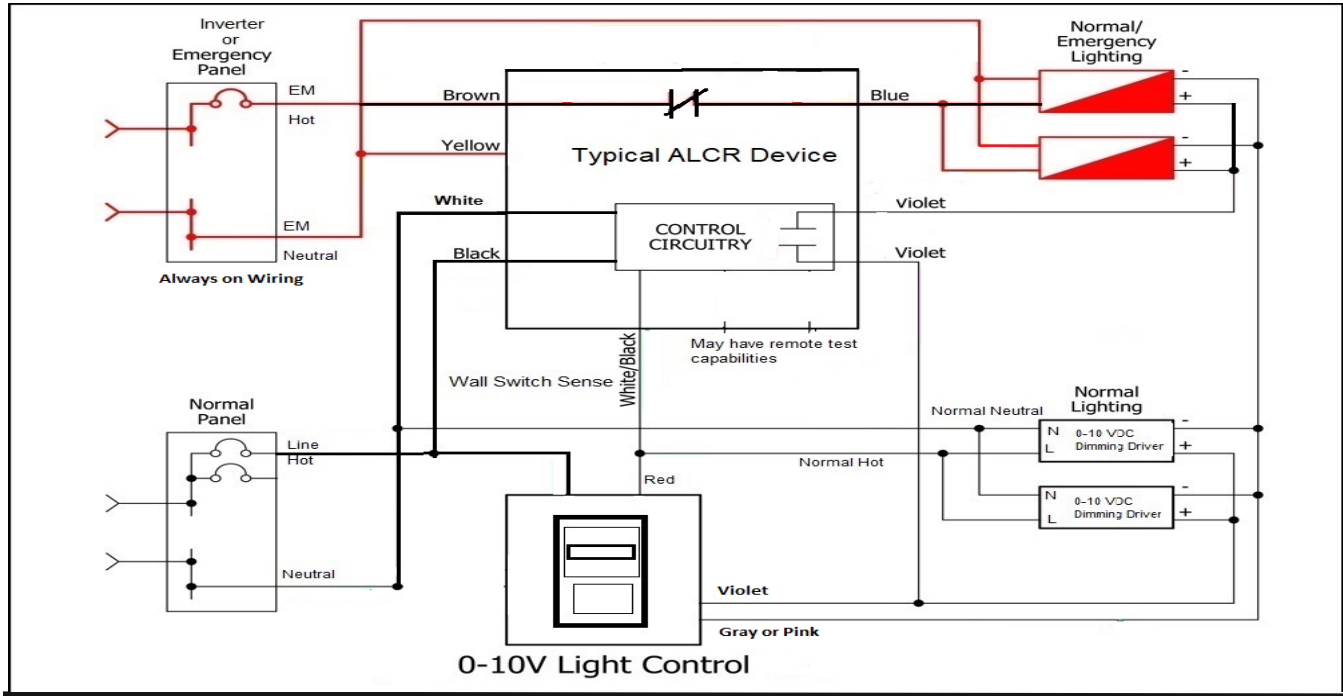 Inverter
or
Emergency
Panel
EM
Hot
EM
Neutral
Always on Wiring
Brown
Yellow
White
Black
Blue
Typical ALCR Device
CONTROL
CIRCUITRY
Violet
Violet
May have remote test
capabilities
White/Black
Wall Switch Sense
Normal/
Emergency
Lighting
-
+
-
+
Normal
Panel
Line
Hot
Neutral
Red
Normal Neutral
Normal Hot
Normal
Lighting
N
L
0-10 VDC
Dimming Driver
-
+
N
L
0-10 VDC
Dimming Driver
-
+
Violet
Gray or Pink
0-10V Light Control